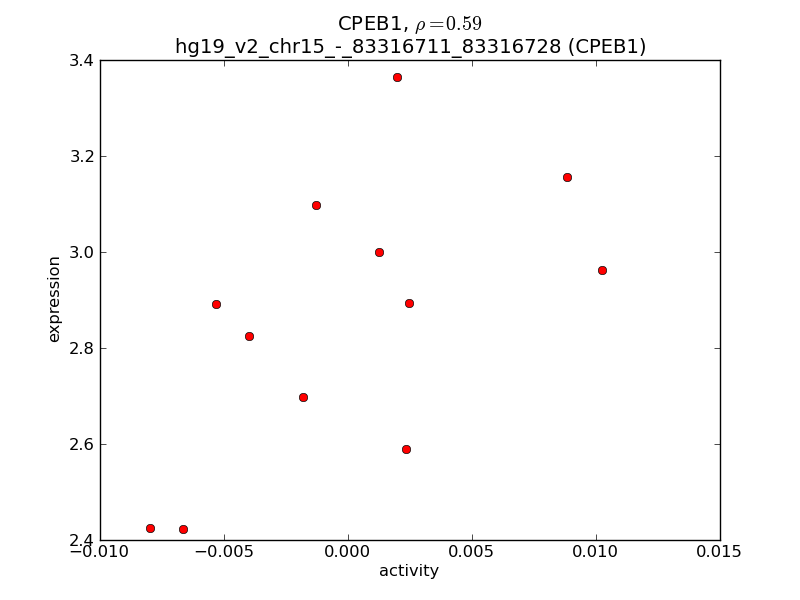 CPEB1, ρ=0.59
hg19_v2_chr15_-_83316711_83316728 (CPEB1)
3.4
3.2
3.0
2.8
2.6
2.4
expression
−0.010 −0.005 0.000 0.005 0.010 0.015
activity